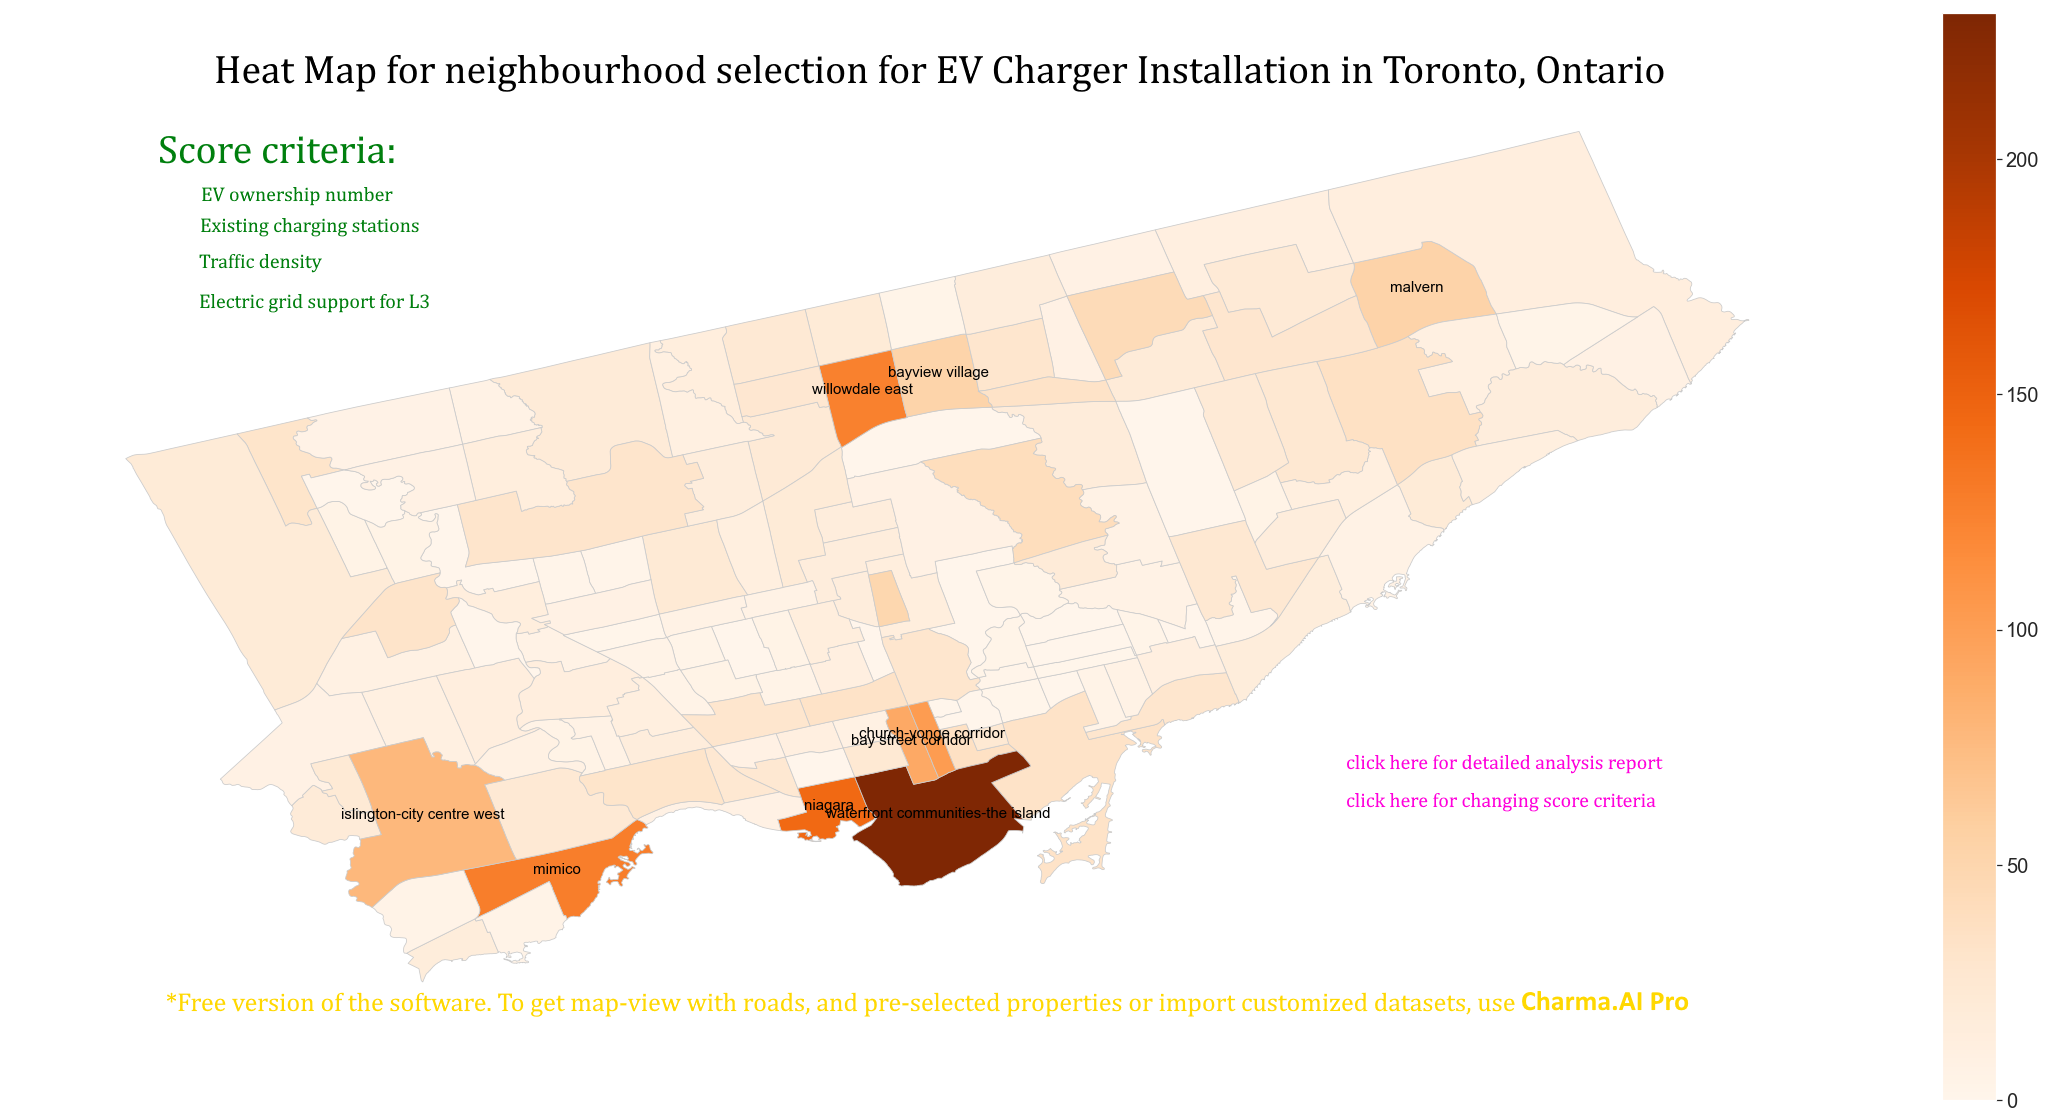 Heat Map for neighbourhood selection for EV Charger Installation in Toronto, Ontario
Score criteria:
EV ownership number
Existing charging stations
Traffic density
Electric grid support for L3
malvern
bayview village
willowdale east
church-yonge corridor
bay street corridor
niagara
waterfront communities-the island
islington-city centre west
mimico
click here for detailed analysis report
click here for changing score criteria
*Free version of the software. To get map-view with roads, and pre-selected properties or import customized datasets, use Charma.AI Pro
200
150
100
50
0